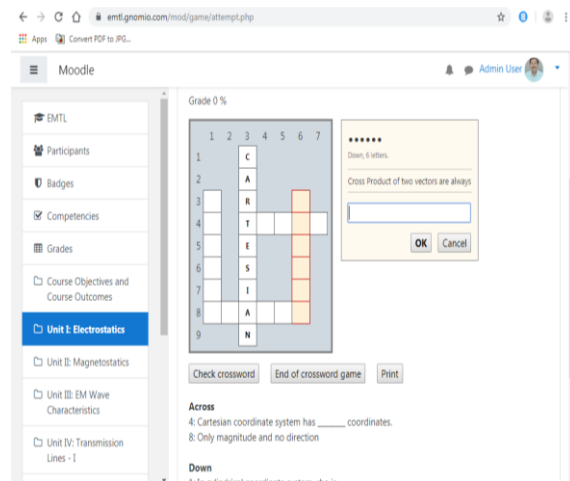 emtl.gnomio.com/mod/game/attempt.php
Apps Convert PDF to JPG...
Moodle
Admin User
EMTL
Participants
Badges
Competencies
Grades
Course Objectives and
Course Outcomes
Unit I: Electrostatics
Unit II: Magnetostatics
Unit III: EM Wave
Characteristics
Unit IV: Transmission
Lines - I
Grade 0 %
1 2 3 4 5 6 7
1 C
2 A
3 R
4 T
5 E
6 S
7 I
8 A
9 N
Down, 6 letters.
Cross Product of two vectors are always
OK Cancel
Check crossword End of crossword game Print
Across
4: Cartesian coordinate system has ______ coordinates.
8: Only magnitude and no direction
Down